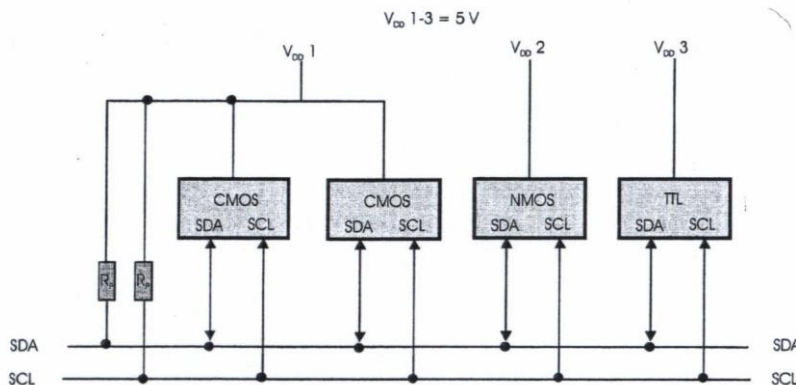 V_DD 1-3 = 5 V
V_DD 1
V_DD 2
V_DD 3
CMOS
SDA SCL
CMOS
SDA SCL
NMOS
SDA SCL
TTL
SDA SCL
R_P
R_P
SDA
SDA
SCL
SCL